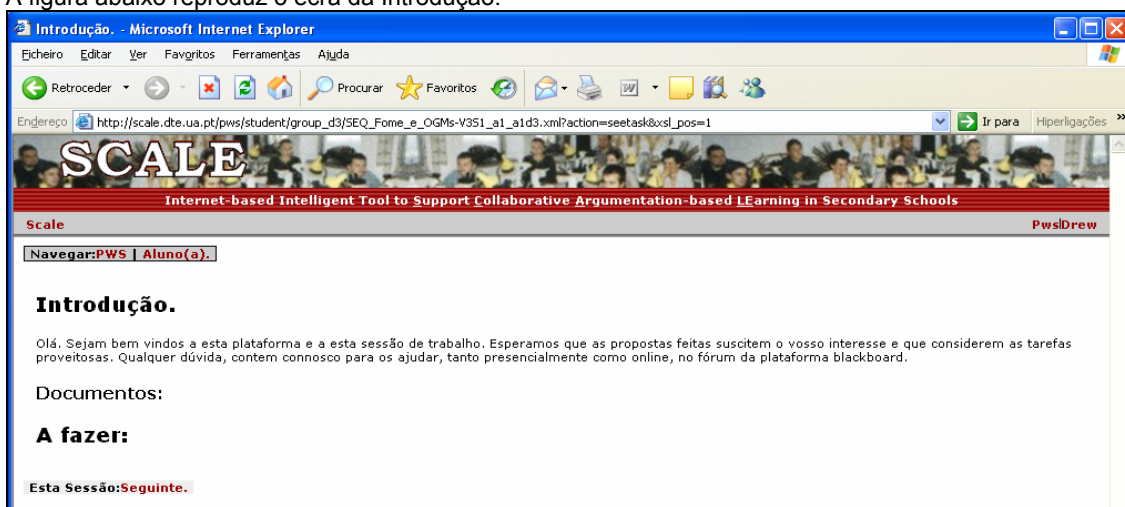 A figura abaixo reproduz o ecrã da Introdução.
Introdução. - Microsoft Internet Explorer
Ficheiro Editar Ver Favoritos Ferramentas Ajuda
Retroceder Procurar Favoritos
Endereço http://scale.dte.ua.pt/pws/student/group_d3/SEQ_Fome_e_OGMs-V3S1_a1_a1d3.xml?action=seetask&xsl_pos=1 Ir para Hiperligações »
SCALE
Internet-based Intelligent Tool to Support Collaborative Argumentation-based LEarning in Secondary Schools
Scale Pws|Drew
Navegar:PWS | Aluno(a).
Introdução.
Olá. Sejam bem vindos a esta plataforma e a esta sessão de trabalho. Esperamos que as propostas feitas suscitem o vosso interesse e que considerem as tarefas
proveitosas. Qualquer dúvida, contem connosco para os ajudar, tanto presencialmente como online, no fórum da plataforma blackboard.
Documentos:
A fazer:
Esta Sessão:Seguinte.